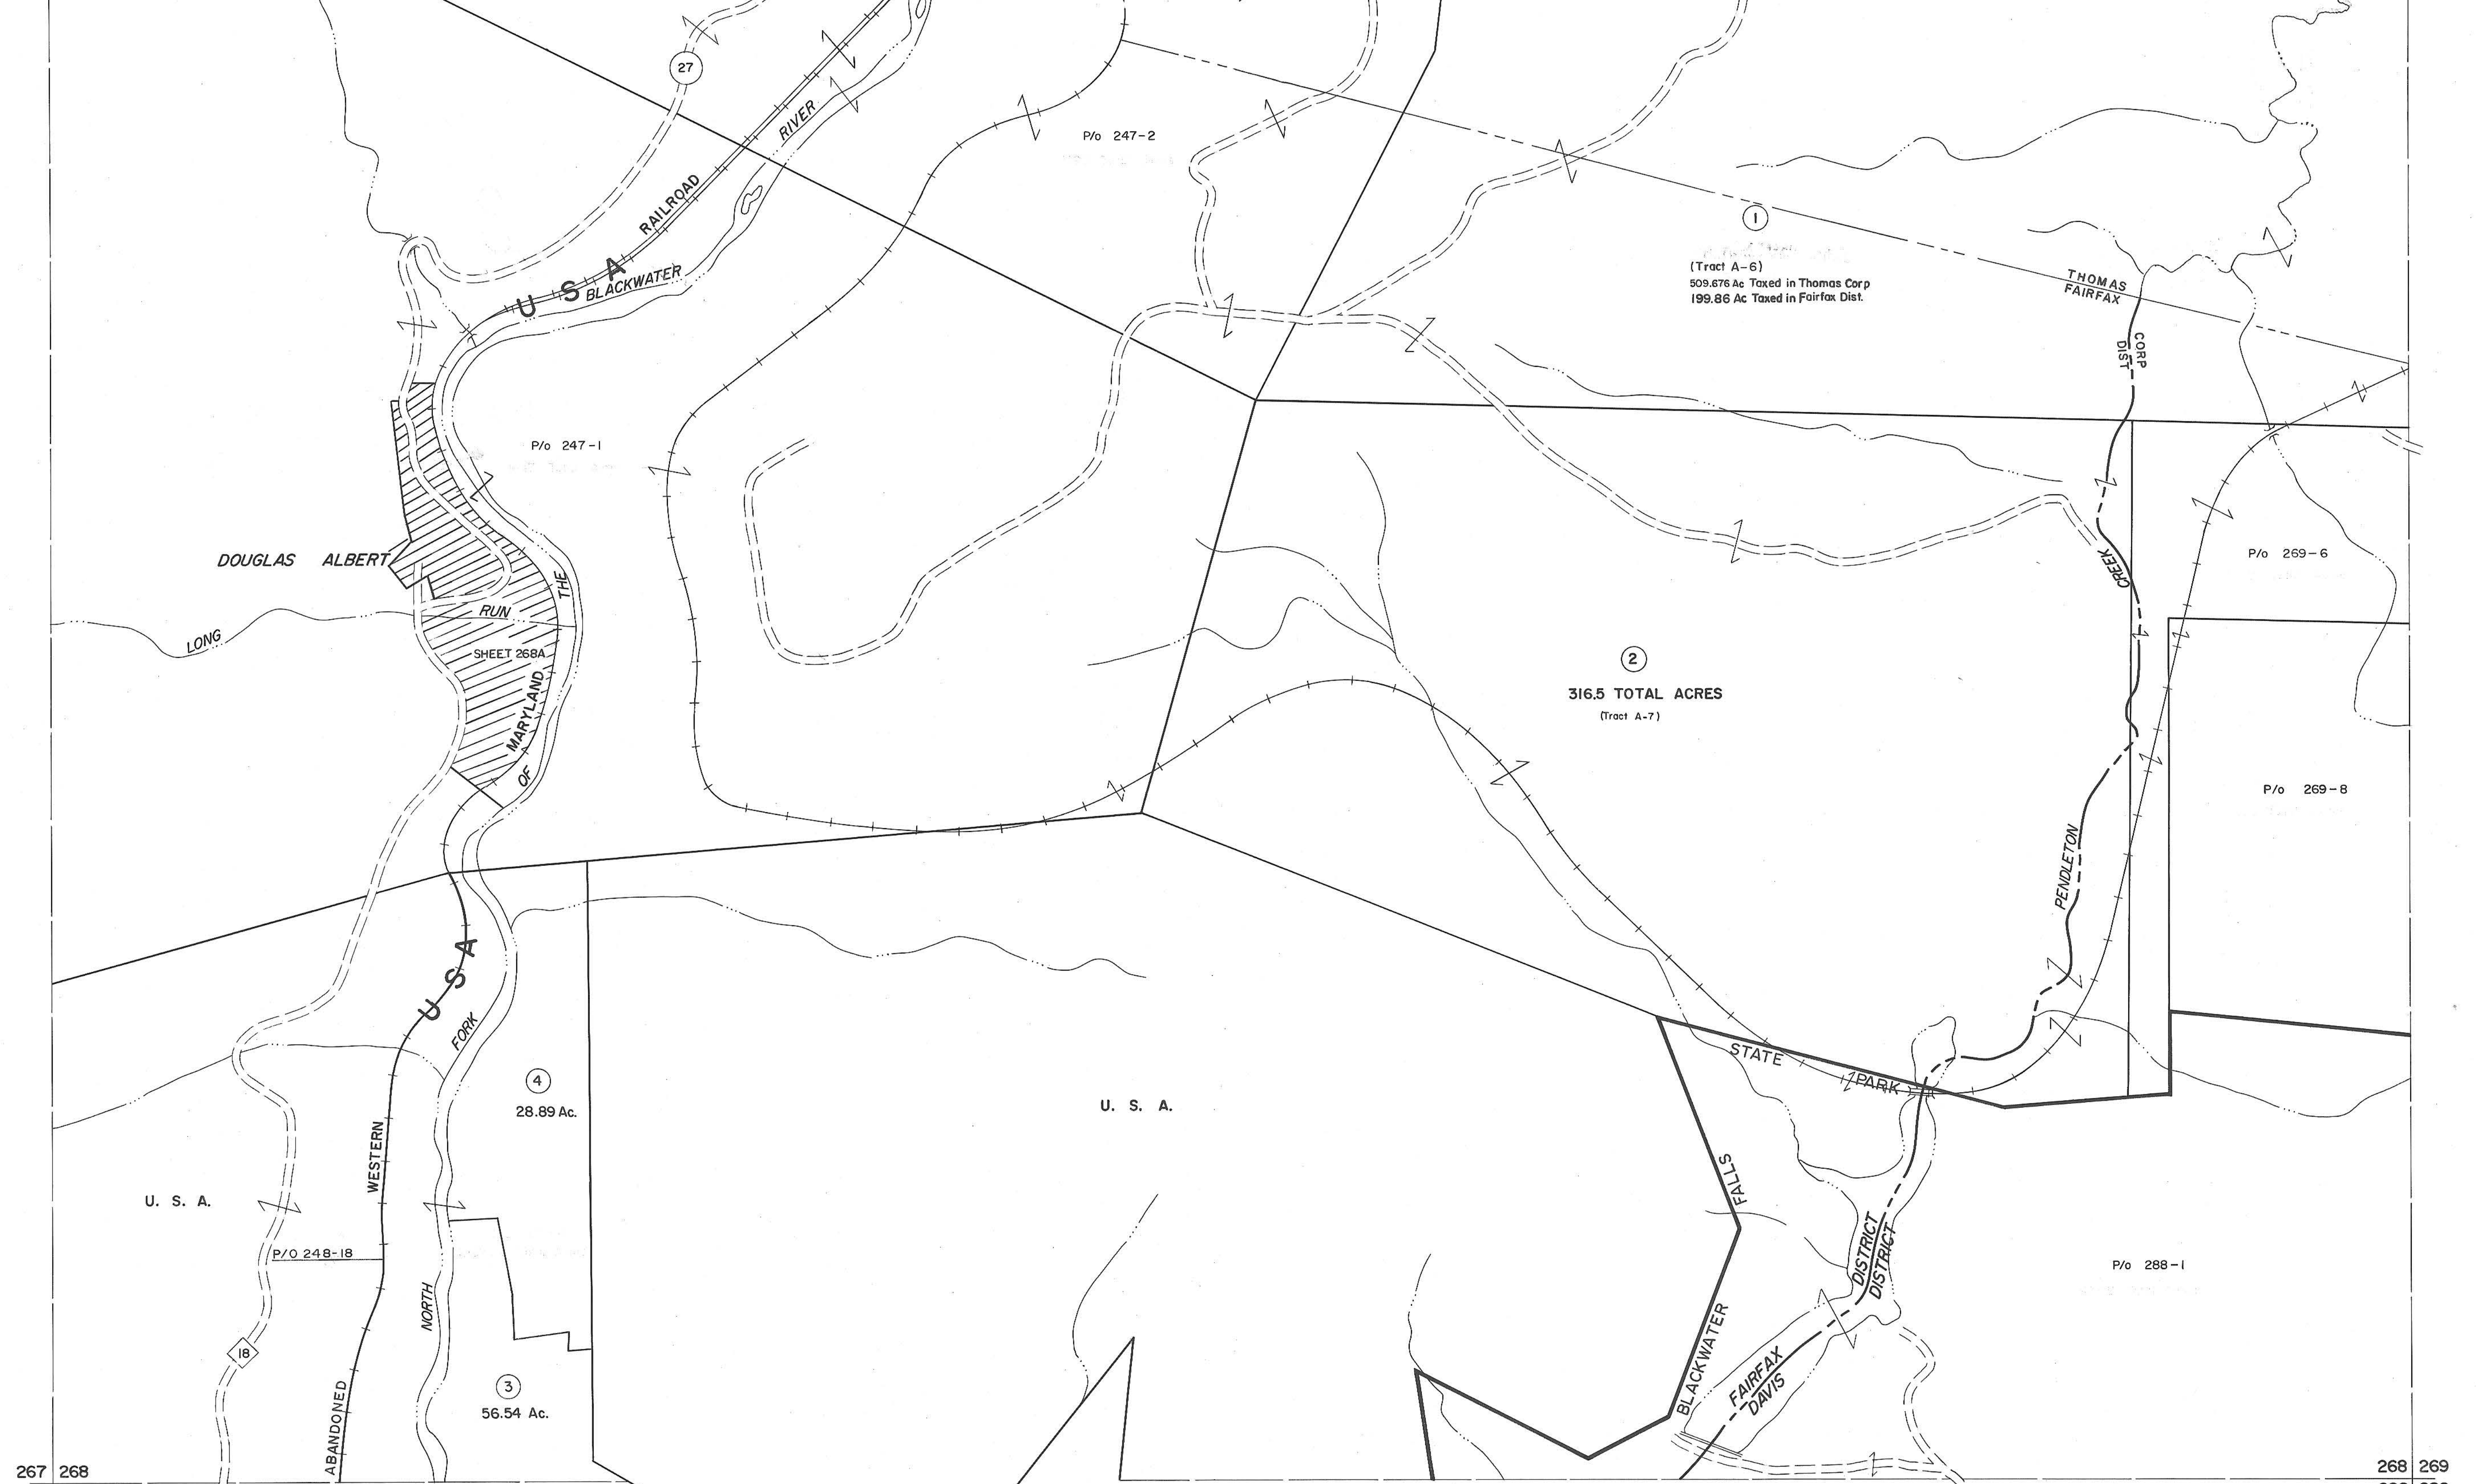 27
RIVER
P/o 247-2
RAILROAD
1
(Tract A-6)
509.676 Ac Taxed in Thomas Corp
199.86 Ac Taxed in Fairfax Dist.
THOMAS
FAIRFAX
U S A
BLACKWATER
CORP
DIST
P/o 247-1
DOUGLAS ALBERT
THE
CREEK
P/o 269-6
RUN
LONG
SHEET 268A
2
316.5 TOTAL ACRES
(Tract A-7)
MARYLAND
OF
P/o 269-8
PENDLETON
U S A
FORK
STATE
PARK
4
28.89 Ac.
U. S. A.
WESTERN
FALLS
U. S. A.
P/O 248-18
DISTRICT
DISTRICT
P/o 288-1
NORTH
18
BLACKWATER
FAIRFAX
DAVIS
3
56.54 Ac.
ABANDONED
267 268
268 269